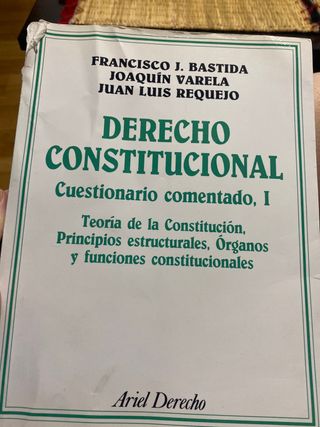 FRANCISCO J. BASTIDA
JOAQUÍN VARELA
JUAN LUIS REQUEJO
DERECHO
CONSTITUCIONAL
Cuestionario comentado, I
Teoría de la Constitución,
Principios estructurales, Órganos
y funciones constitucionales
Ariel Derecho